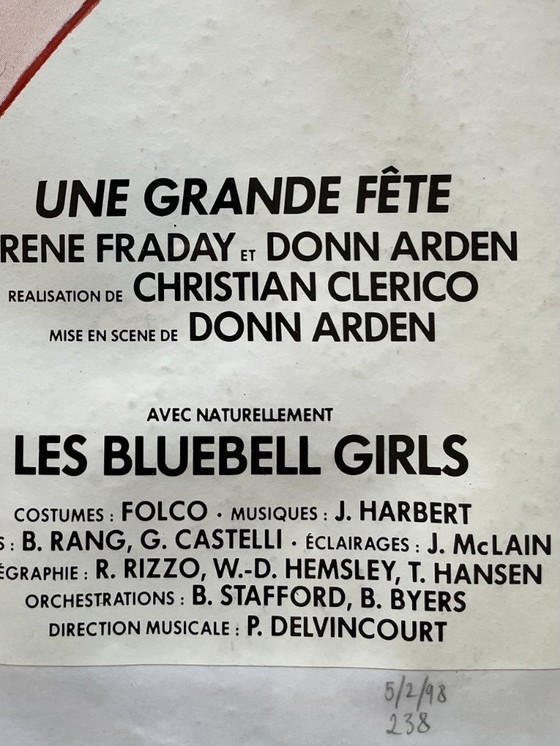 UNE GRANDE FÊTE
RENE FRADAY ET DONN ARDEN
REALISATION DE CHRISTIAN CLERICO
MISE EN SCENE DE DONN ARDEN
AVEC NATURELLEMENT
LES BLUEBELL GIRLS
COSTUMES : FOLCO · MUSIQUES : J. HARBERT
S : B. RANG, G. CASTELLI · ÉCLAIRAGES : J. McLAIN
ÉGRAPHIE : R. RIZZO, W.-D. HEMSLEY, T. HANSEN
ORCHESTRATIONS : B. STAFFORD, B. BYERS
DIRECTION MUSICALE : P. DELVINCOURT
5/2/98
238